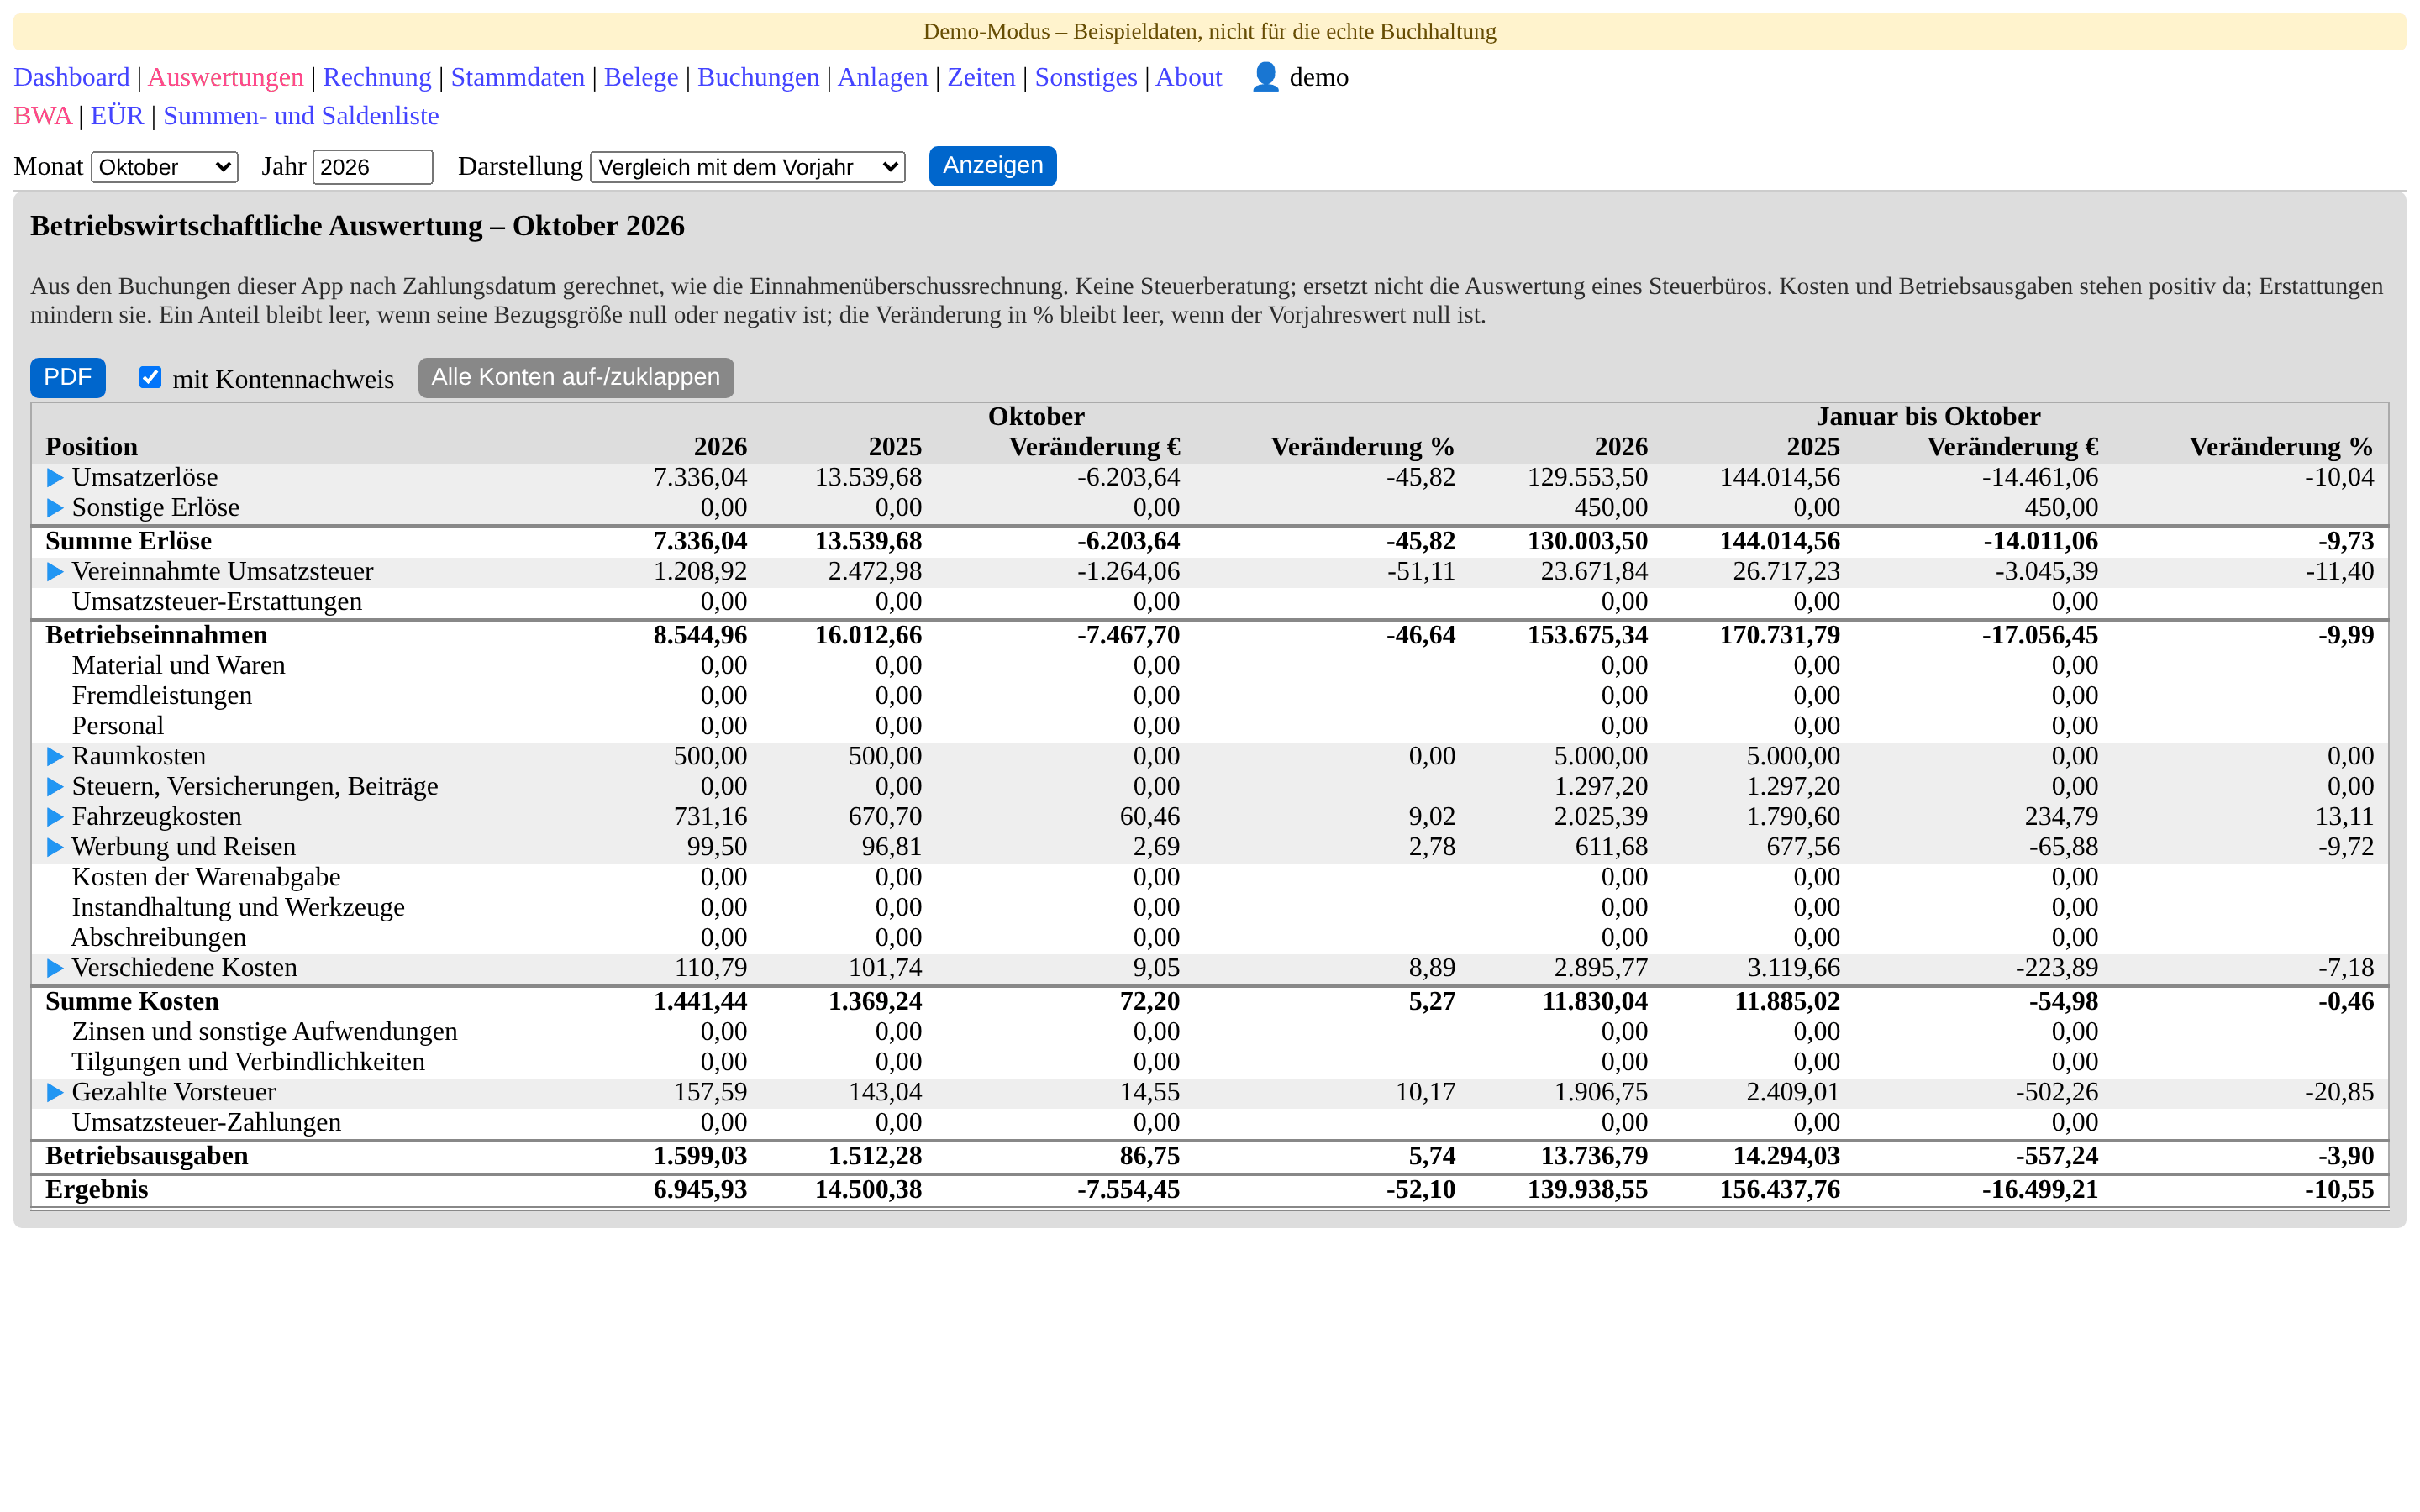 Demo-Modus – Beispieldaten, nicht für die echte Buchhaltung
Dashboard | Auswertungen | Rechnung | Stammdaten | Belege | Buchungen | Anlagen | Zeiten | Sonstiges | About 👤 demo
BWA | EÜR | Summen- und Saldenliste
Monat Oktober Jahr 2026 Darstellung Vergleich mit dem Vorjahr Anzeigen
Betriebswirtschaftliche Auswertung – Oktober 2026
Aus den Buchungen dieser App nach Zahlungsdatum gerechnet, wie die Einnahmenüberschussrechnung. Keine Steuerberatung; ersetzt nicht die Auswertung eines Steuerbüros. Kosten und Betriebsausgaben stehen positiv da; Erstattungen
mindern sie. Ein Anteil bleibt leer, wenn seine Bezugsgröße null oder negativ ist; die Veränderung in % bleibt leer, wenn der Vorjahreswert null ist.
PDF mit Kontennachweis Alle Konten auf-/zuklappen
Oktober Januar bis Oktober
Position 2026 2025 Veränderung € Veränderung % 2026 2025 Veränderung € Veränderung %
▶ Umsatzerlöse 7.336,04 13.539,68 -6.203,64 -45,82 129.553,50 144.014,56 -14.461,06 -10,04
▶ Sonstige Erlöse 0,00 0,00 0,00 450,00 0,00 450,00
Summe Erlöse 7.336,04 13.539,68 -6.203,64 -45,82 130.003,50 144.014,56 -14.011,06 -9,73
▶ Vereinnahmte Umsatzsteuer 1.208,92 2.472,98 -1.264,06 -51,11 23.671,84 26.717,23 -3.045,39 -11,40
Umsatzsteuer-Erstattungen 0,00 0,00 0,00 0,00 0,00 0,00
Betriebseinnahmen 8.544,96 16.012,66 -7.467,70 -46,64 153.675,34 170.731,79 -17.056,45 -9,99
Material und Waren 0,00 0,00 0,00 0,00 0,00 0,00
Fremdleistungen 0,00 0,00 0,00 0,00 0,00 0,00
Personal 0,00 0,00 0,00 0,00 0,00 0,00
▶ Raumkosten 500,00 500,00 0,00 0,00 5.000,00 5.000,00 0,00 0,00
▶ Steuern, Versicherungen, Beiträge 0,00 0,00 0,00 1.297,20 1.297,20 0,00 0,00
▶ Fahrzeugkosten 731,16 670,70 60,46 9,02 2.025,39 1.790,60 234,79 13,11
▶ Werbung und Reisen 99,50 96,81 2,69 2,78 611,68 677,56 -65,88 -9,72
Kosten der Warenabgabe 0,00 0,00 0,00 0,00 0,00 0,00
Instandhaltung und Werkzeuge 0,00 0,00 0,00 0,00 0,00 0,00
Abschreibungen 0,00 0,00 0,00 0,00 0,00 0,00
▶ Verschiedene Kosten 110,79 101,74 9,05 8,89 2.895,77 3.119,66 -223,89 -7,18
Summe Kosten 1.441,44 1.369,24 72,20 5,27 11.830,04 11.885,02 -54,98 -0,46
Zinsen und sonstige Aufwendungen 0,00 0,00 0,00 0,00 0,00 0,00
Tilgungen und Verbindlichkeiten 0,00 0,00 0,00 0,00 0,00 0,00
▶ Gezahlte Vorsteuer 157,59 143,04 14,55 10,17 1.906,75 2.409,01 -502,26 -20,85
Umsatzsteuer-Zahlungen 0,00 0,00 0,00 0,00 0,00 0,00
Betriebsausgaben 1.599,03 1.512,28 86,75 5,74 13.736,79 14.294,03 -557,24 -3,90
Ergebnis 6.945,93 14.500,38 -7.554,45 -52,10 139.938,55 156.437,76 -16.499,21 -10,55